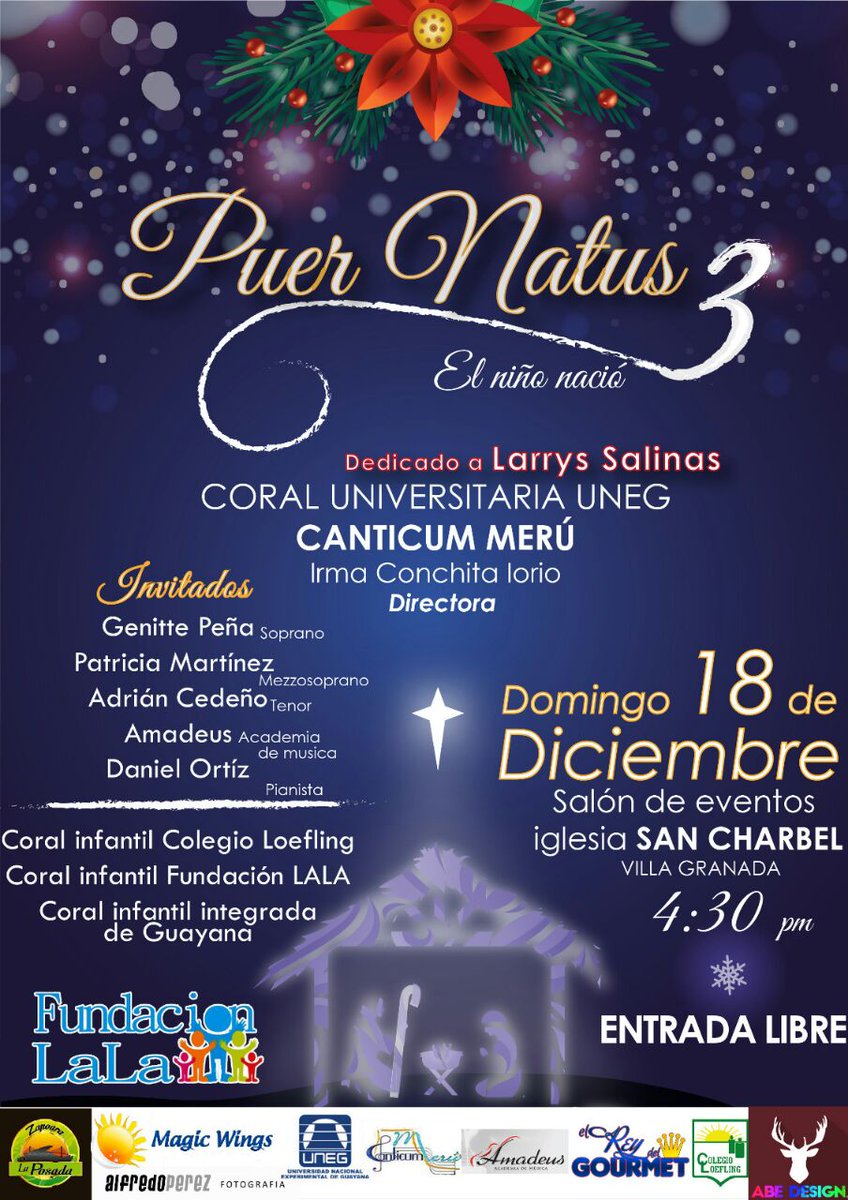 Puer Natus 3
El niño nació
Dedicado a Larrys Salinas
CORAL UNIVERSITARIA UNEG
CANTICUM MERÚ
Irma Conchita Iorio
Directora
Invitados
Genitte Peña Soprano
Patricia Martínez
Mezzosoprano
Adrián Cedeño Tenor
Amadeus Academia
de musica
Daniel Ortíz
Pianista
Coral infantil Colegio Loefling
Coral infantil Fundación LALA
Coral infantil integrada
de Guayana
Domingo 18 de
Diciembre
Salón de eventos
iglesia SAN CHARBEL
VILLA GRANADA
4:30 pm
ENTRADA LIBRE
Fundacion
LaLa
Zapoara
La Posada
Magic Wings
alfredoperez FOTOGRAFIA
UNEG
UNIVERSIDAD NACIONAL
EXPERIMENTAL DE GUAYANA
Canticum Merú
Amadeus
ACADEMIA DE MÚSICA
el Rey del
GOURMET
COLEGIO
LOEFLING
ABE DESIGN